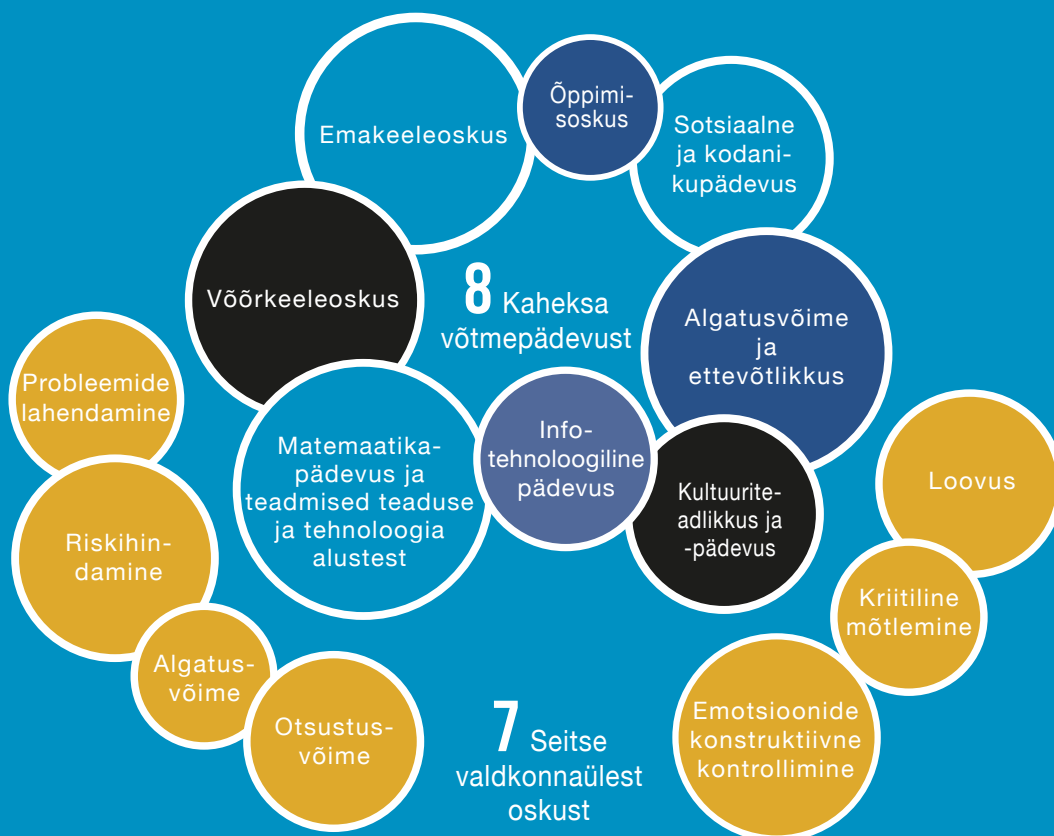 Emakeeleoskus
Õppimi-
soskus
Sotsiaalne
ja kodani-
kupädevus
Võõrkeeleoskus
8 Kaheksa
võtmepädevust
Algatusvõime
ja
ettevõtlikkus
Matemaatika-
pädevus ja
teadmised teaduse
ja tehnoloogia
alustest
Info-
tehnoloogiline
pädevus
Kultuurite-
adlikkus ja
-pädevus
Probleemide
lahendamine
Riskihin-
damine
Algatus-
võime
Otsustus-
võime
7 Seitse
valdkonnaülest
oskust
Loovus
Kriitiline
mõtlemine
Emotsioonide
konstruktiivne
kontrollimine